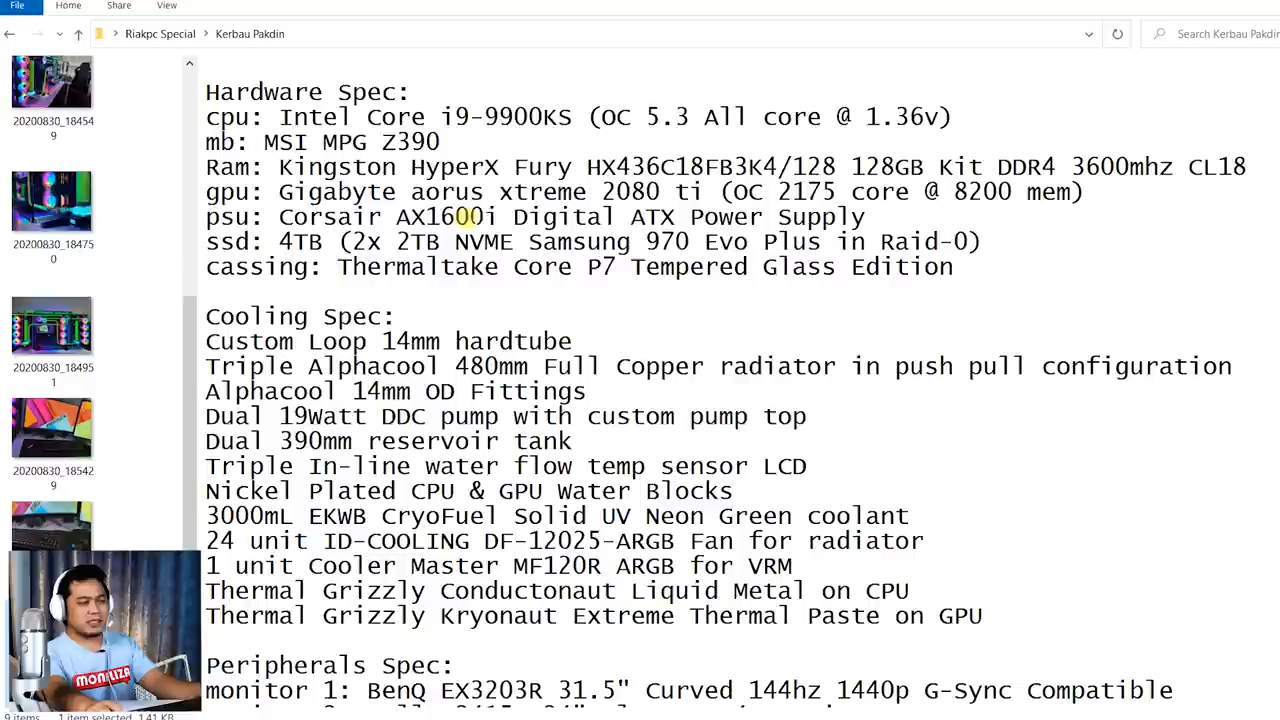 File
Home
Share
View
Riakpc Special
Kerbau Pakdin
Search Kerbau Pakdin
20200830_18454
9
20200830_18475
0
20200830_18495
1
20200830_18542
9
Hardware Spec:
cpu: Intel Core i9-9900KS (OC 5.3 All core @ 1.36v)
mb: MSI MPG Z390
Ram: Kingston HyperX Fury HX436C18FB3K4/128 128GB Kit DDR4 3600mhz CL18
gpu: Gigabyte aorus xtreme 2080 ti (OC 2175 core @ 8200 mem)
psu: Corsair AX1600i Digital ATX Power Supply
ssd: 4TB (2x 2TB NVME Samsung 970 Evo Plus in Raid-0)
cassing: Thermaltake Core P7 Tempered Glass Edition
Cooling Spec:
Custom Loop 14mm hardtube
Triple Alphacool 480mm Full Copper radiator in push pull configuration
Alphacool 14mm OD Fittings
Dual 19Watt DDC pump with custom pump top
Dual 390mm reservoir tank
Triple In-line water flow temp sensor LCD
Nickel Plated CPU & GPU Water Blocks
3000mL EKWB CryoFuel Solid UV Neon Green coolant
24 unit ID-COOLING DF-12025-ARGB Fan for radiator
1 unit Cooler Master MF120R ARGB for VRM
Thermal Grizzly Conductonaut Liquid Metal on CPU
Thermal Grizzly Kryonaut Extreme Thermal Paste on GPU
Peripherals Spec:
monitor 1: BenQ EX3203R 31.5" Curved 144hz 1440p G-Sync Compatible
MONILIZA
9 items
1 item selected 1.41 KB